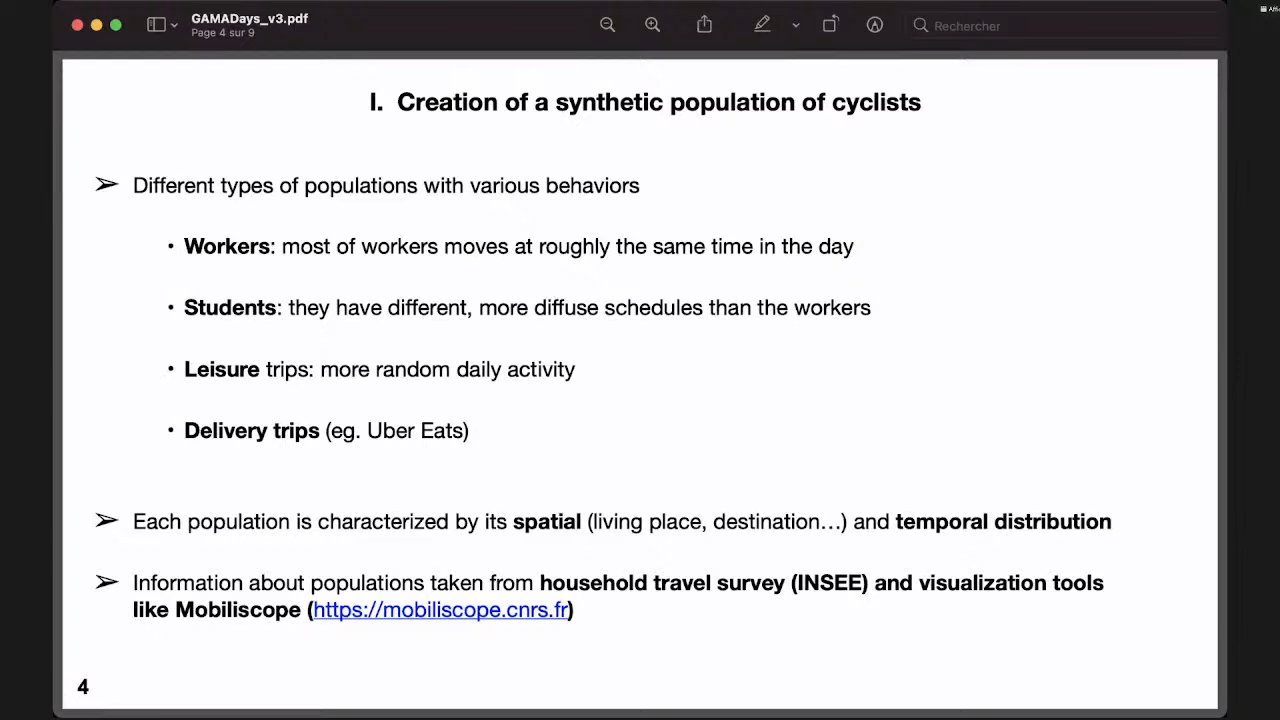 GAMADays_v3.pdf
Page 4 sur 9
Rechercher
I. Creation of a synthetic population of cyclists
➢ Different types of populations with various behaviors
• Workers: most of workers moves at roughly the same time in the day
• Students: they have different, more diffuse schedules than the workers
• Leisure trips: more random daily activity
• Delivery trips (eg. Uber Eats)
➢ Each population is characterized by its spatial (living place, destination…) and temporal distribution
➢ Information about populations taken from household travel survey (INSEE) and visualization tools
like Mobiliscope (https://mobiliscope.cnrs.fr)
4